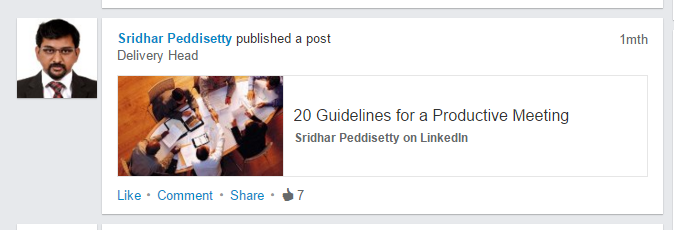 Sridhar Peddisetty published a post
1mth
Delivery Head
20 Guidelines for a Productive Meeting
Sridhar Peddisetty on LinkedIn
Like • Comment • Share • 7